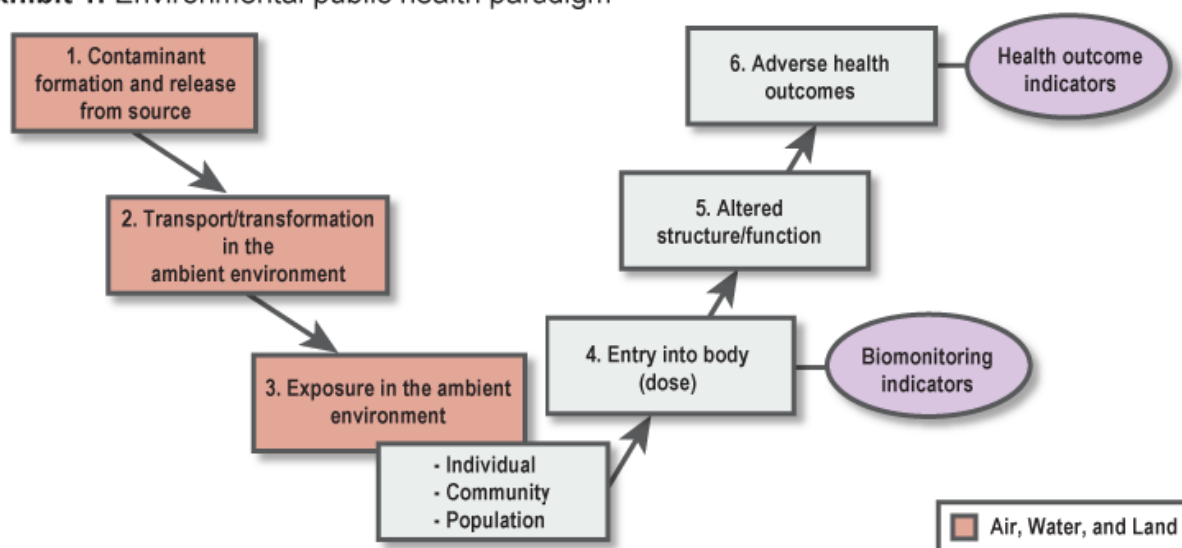 Environmental public health paradigm
1. Contaminant
formation and release
from source
2. Transport/transformation
in the
ambient environment
3. Exposure in the ambient
environment
- Individual
- Community
- Population
4. Entry into body
(dose)
Biomonitoring
indicators
5. Altered
structure/function
6. Adverse health
outcomes
Health outcome
indicators
Air, Water, and Land